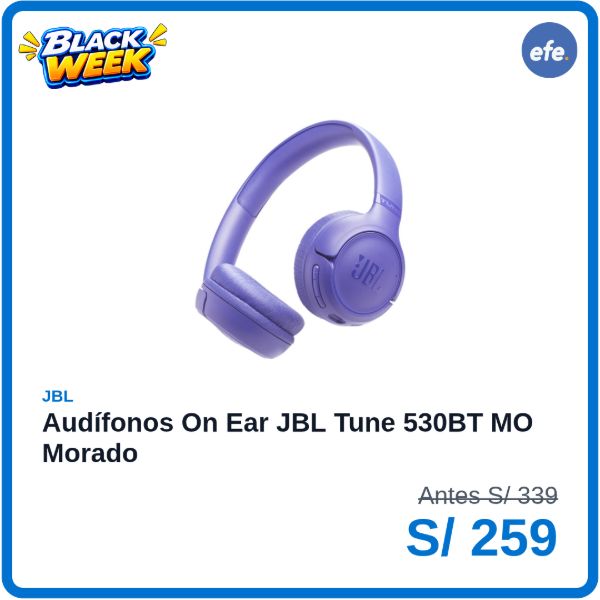 BLACK
WEEK
efe.
JBL
JBL
Audífonos On Ear JBL Tune 530BT MO
Morado
Antes S/ 339
S/ 259